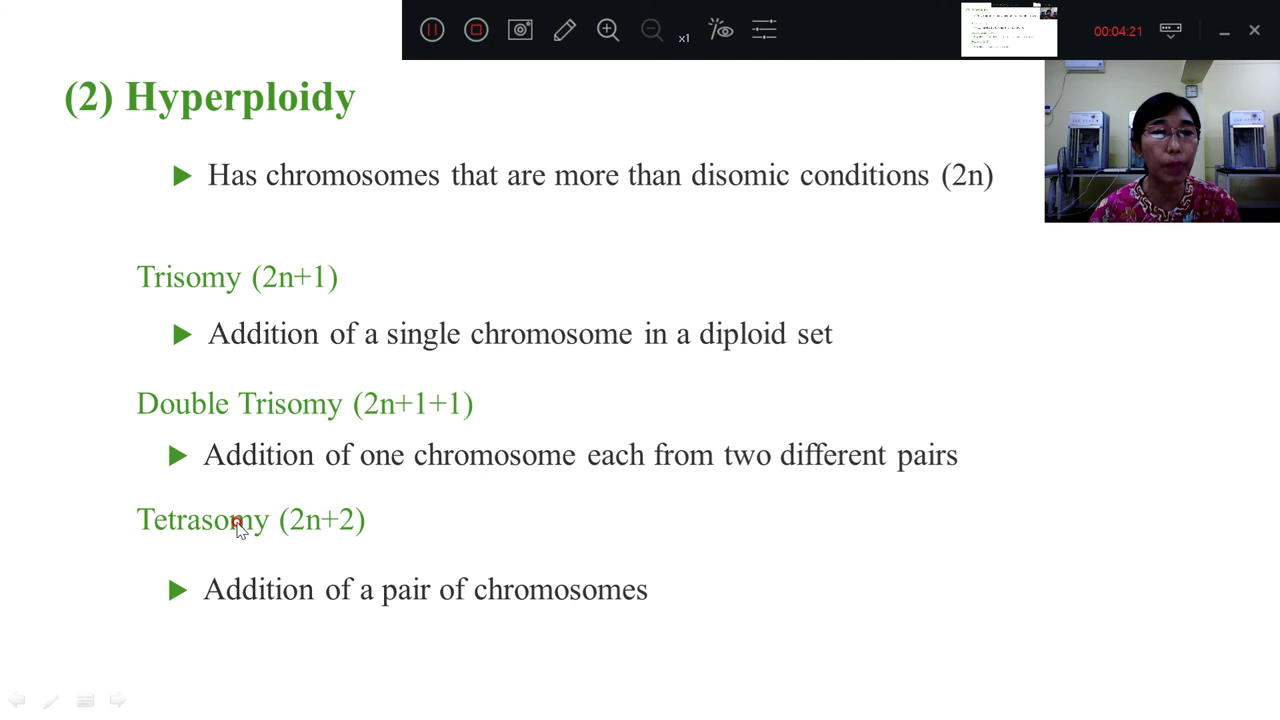 x1
00:04:21
(2) Hyperploidy
Has chromosomes that are more than disomic conditions (2n)
Trisomy (2n+1)
Addition of a single chromosome in a diploid set
Double Trisomy (2n+1+1)
Addition of one chromosome each from two different pairs
Tetrasomy (2n+2)
Addition of a pair of chromosomes